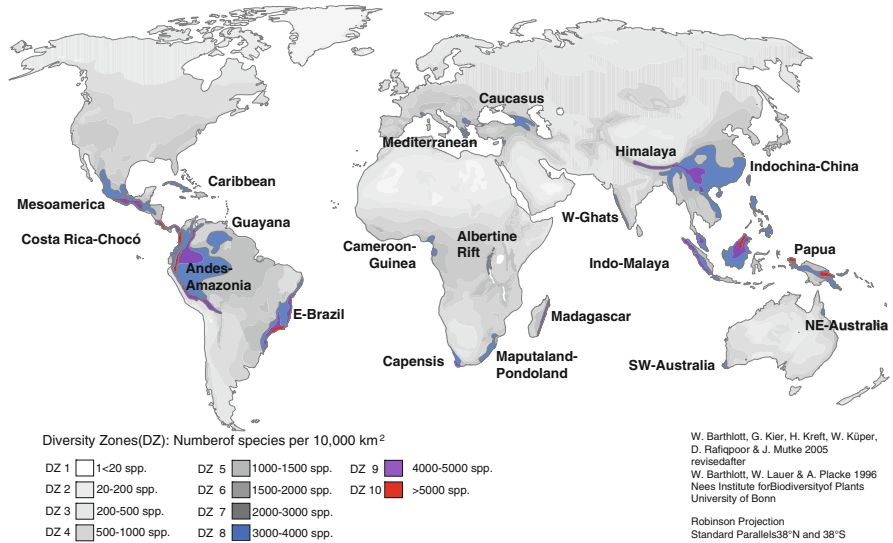 Caucasus
Mediterranean
Himalaya
Indochina-China
Caribbean
Mesoamerica
Guayana
W-Ghats
Costa Rica-Chocó
Cameroon-
Guinea
Albertine
Rift
Papua
Indo-Malaya
Andes-
Amazonia
E-Brazil
Madagascar
NE-Australia
Capensis
Maputaland-
Pondoland
SW-Australia
Diversity Zones(DZ): Numberof species per 10,000 km²
DZ 1 1<20 spp.
DZ 2 20-200 spp.
DZ 3 200-500 spp.
DZ 4 500-1000 spp.
DZ 5 1000-1500 spp.
DZ 6 1500-2000 spp.
DZ 7 2000-3000 spp.
DZ 8 3000-4000 spp.
DZ 9 4000-5000 spp.
DZ 10 >5000 spp.
W. Barthlott, G. Kier, H. Kreft, W. Küper,
D. Rafiqpoor & J. Mutke 2005
revisedafter
W. Barthlott, W. Lauer & A. Placke 1996
Nees Institute forBiodiversityof Plants
University of Bonn
Robinson Projection
Standard Parallels38°N and 38°S